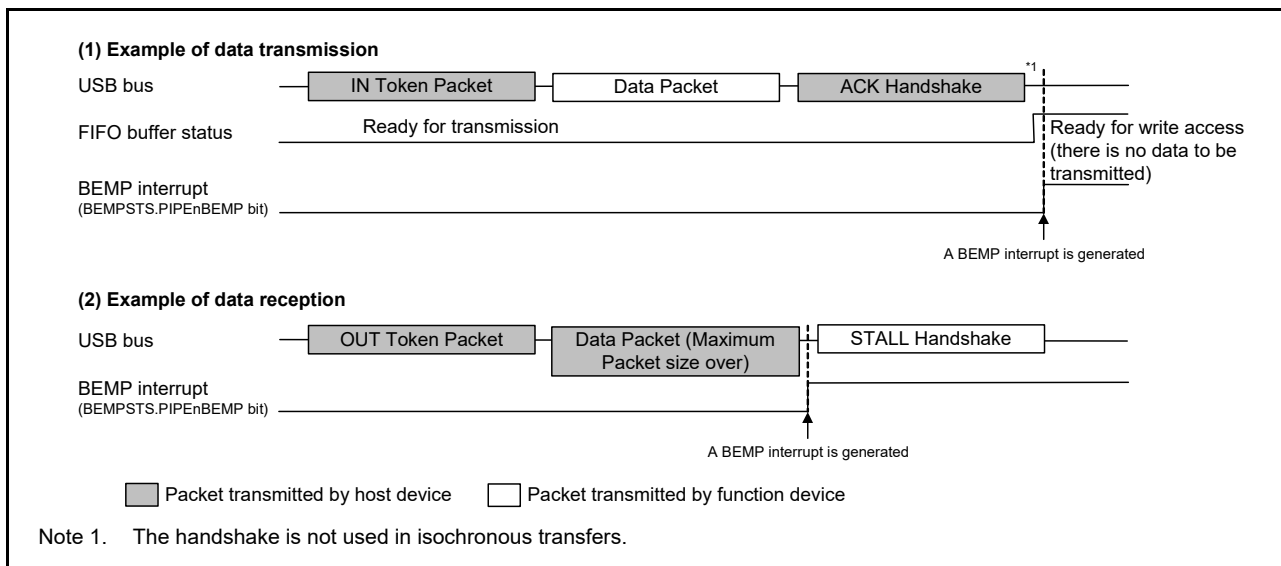 (1) Example of data transmission
USB bus
IN Token Packet
Data Packet
ACK Handshake
*1
FIFO buffer status
Ready for transmission
Ready for write access
(there is no data to be
transmitted)
BEMP interrupt
(BEMPSTS.PIPEnBEMP bit)
A BEMP interrupt is generated
(2) Example of data reception
USB bus
OUT Token Packet
Data Packet (Maximum
Packet size over)
STALL Handshake
BEMP interrupt
(BEMPSTS.PIPEnBEMP bit)
A BEMP interrupt is generated
Packet transmitted by host device
Packet transmitted by function device
Note 1. The handshake is not used in isochronous transfers.